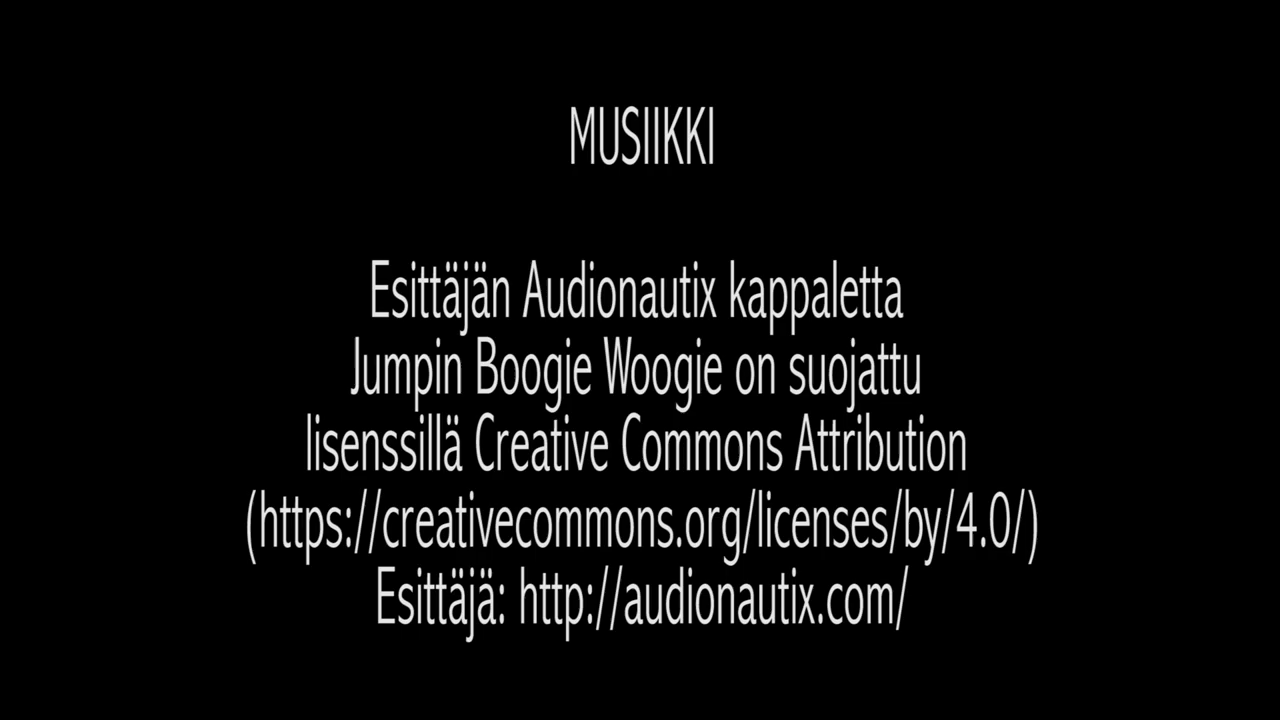 MUSIIKKI
Esittäjän Audionautix kappaletta
Jumpin Boogie Woogie on suojattu
lisenssillä Creative Commons Attribution
(https://creativecommons.org/licenses/by/4.0/)
Esittäjä: http://audionautix.com/